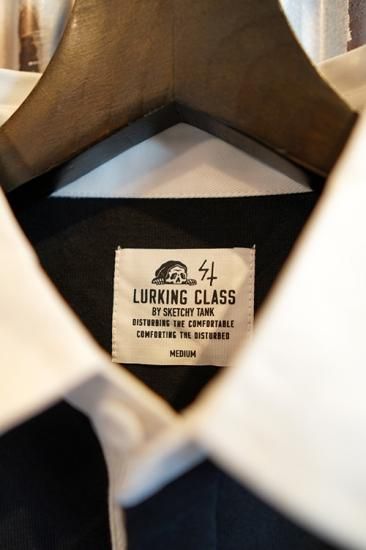 LURKING CLASS
BY SKETCHY TANK
DISTURBING THE COMFORTABLE
COMFORTING THE DISTURBED
MEDIUM